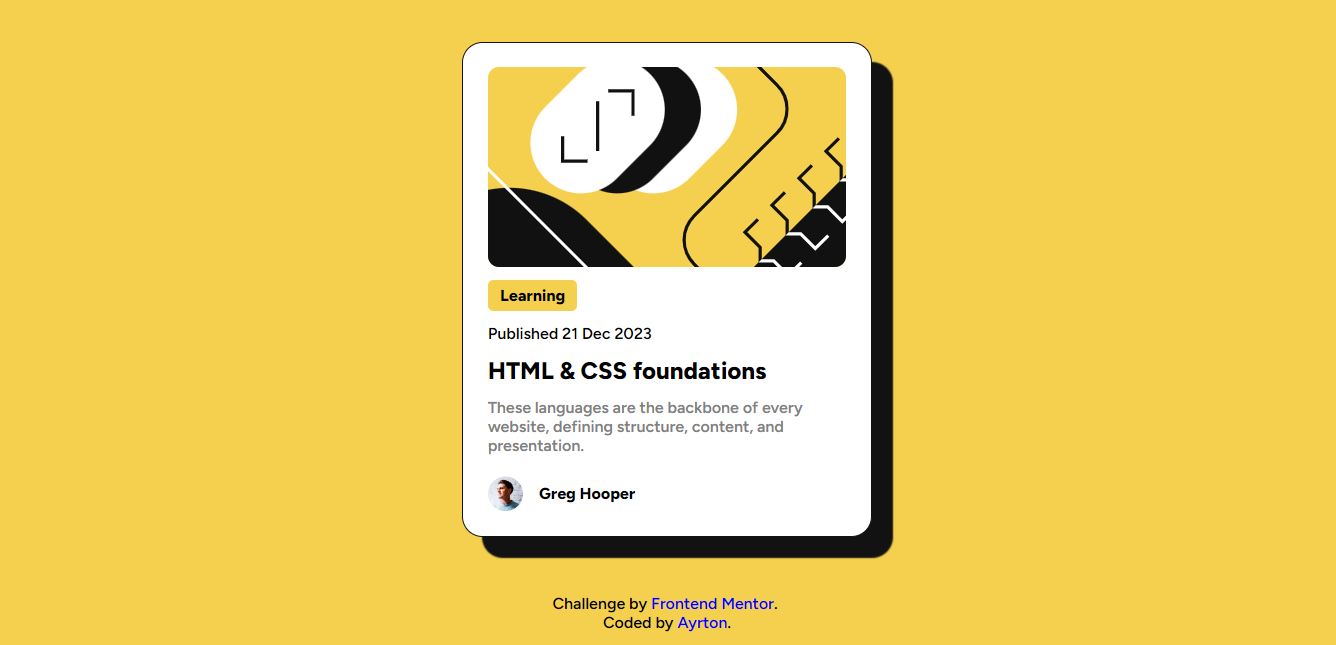 Learning
Published 21 Dec 2023
HTML & CSS foundations
These languages are the backbone of every
website, defining structure, content, and
presentation.
Greg Hooper
Challenge by Frontend Mentor.
Coded by Ayrton.